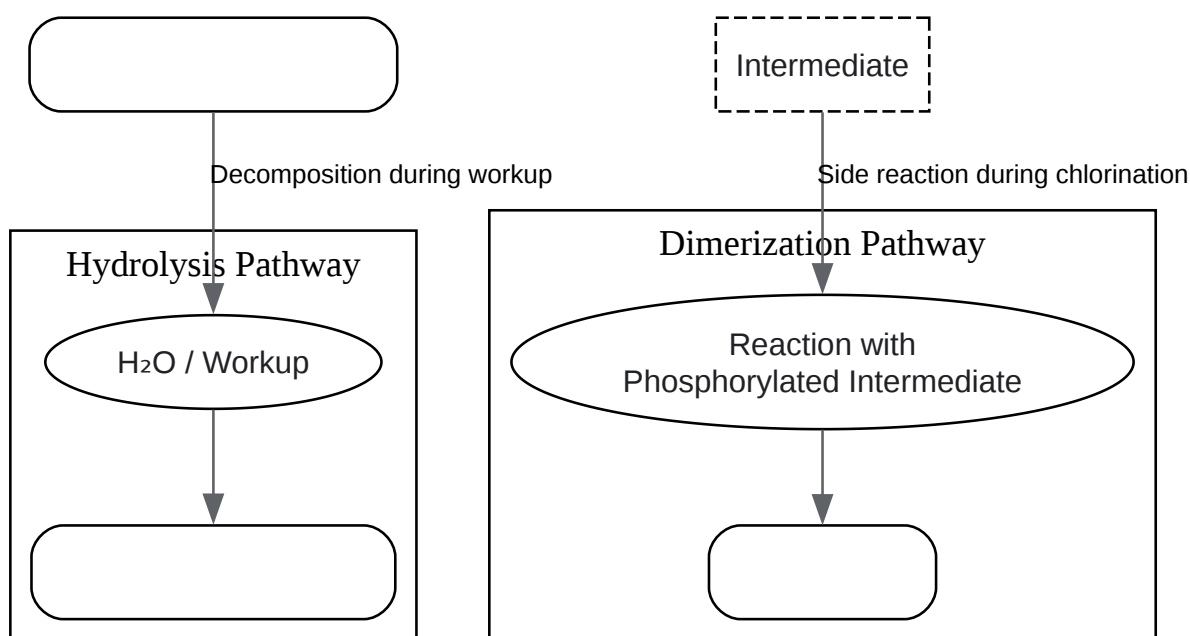 Intermediate
Decomposition during workup
Side reaction during chlorination
Hydrolysis Pathway
Dimerization Pathway
H₂O / Workup
Reaction with
Phosphorylated Intermediate